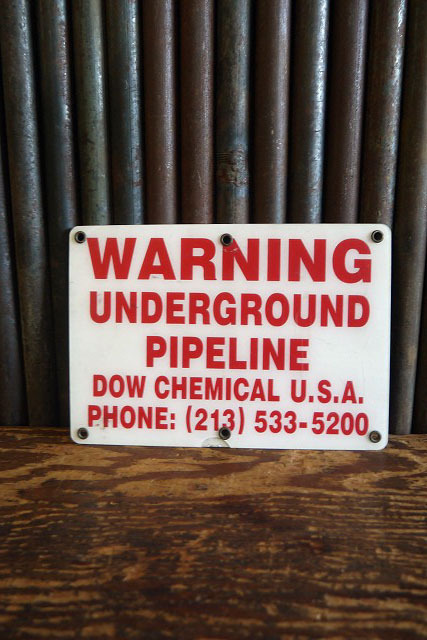 WARNING
UNDERGROUND
PIPELINE
DOW CHEMICAL U.S.A.
PHONE: (213) 533-5200